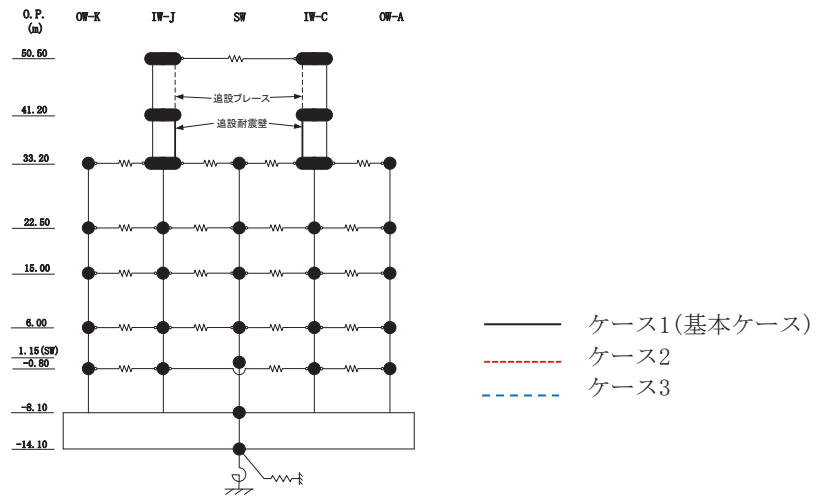 O.P.
(m)
OW-K IW-J SW IW-C OW-A
50.50
追設ブレース
41.20
追設耐震壁
33.20
22.50
15.00
6.00
1.15(SW)
-0.80
-8.10
-14.10
ケース1(基本ケース)
ケース2
ケース3